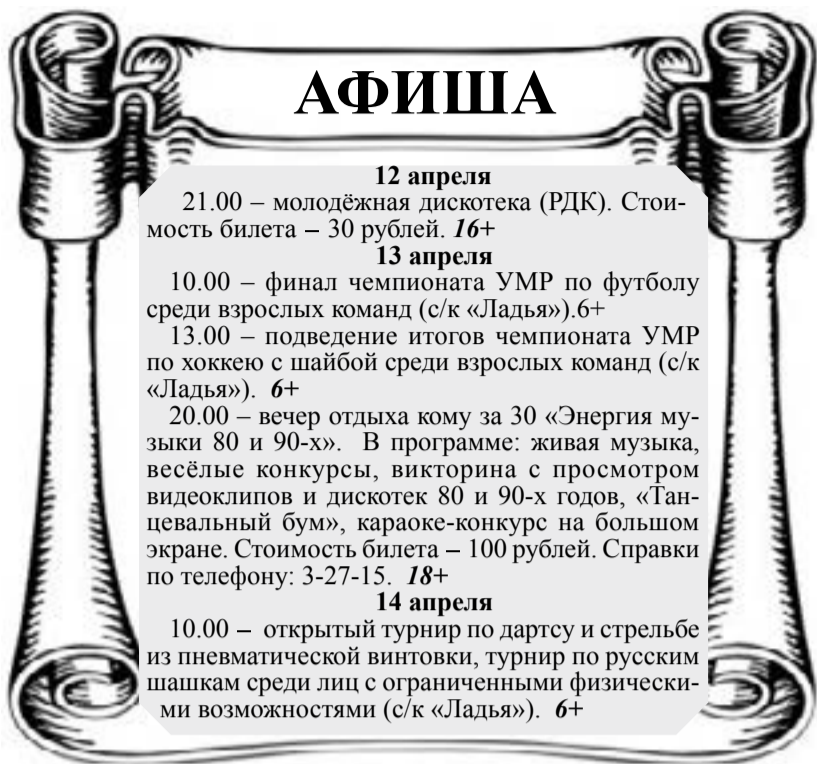 АФИША
12 апреля
21.00 – молодёжная дискотека (РДК). Стои-
мость билета – 30 рублей. 16+
13 апреля
10.00 – финал чемпионата УМР по футболу
среди взрослых команд (с/к «Ладья»).6+
13.00 – подведение итогов чемпионата УМР
по хоккею с шайбой среди взрослых команд (с/к
«Ладья»). 6+
20.00 – вечер отдыха кому за 30 «Энергия му-
зыки 80 и 90-х». В программе: живая музыка,
весёлые конкурсы, викторина с просмотром
видеоклипов и дискотек 80 и 90-х годов, «Тан-
цевальный бум», караоке-конкурс на большом
экране. Стоимость билета – 100 рублей. Справки
по телефону: 3-27-15. 18+
14 апреля
10.00 – открытый турнир по дартсу и стрельбе
из пневматической винтовки, турнир по русским
шашкам среди лиц с ограниченными физически-
ми возможностями (с/к «Ладья»). 6+